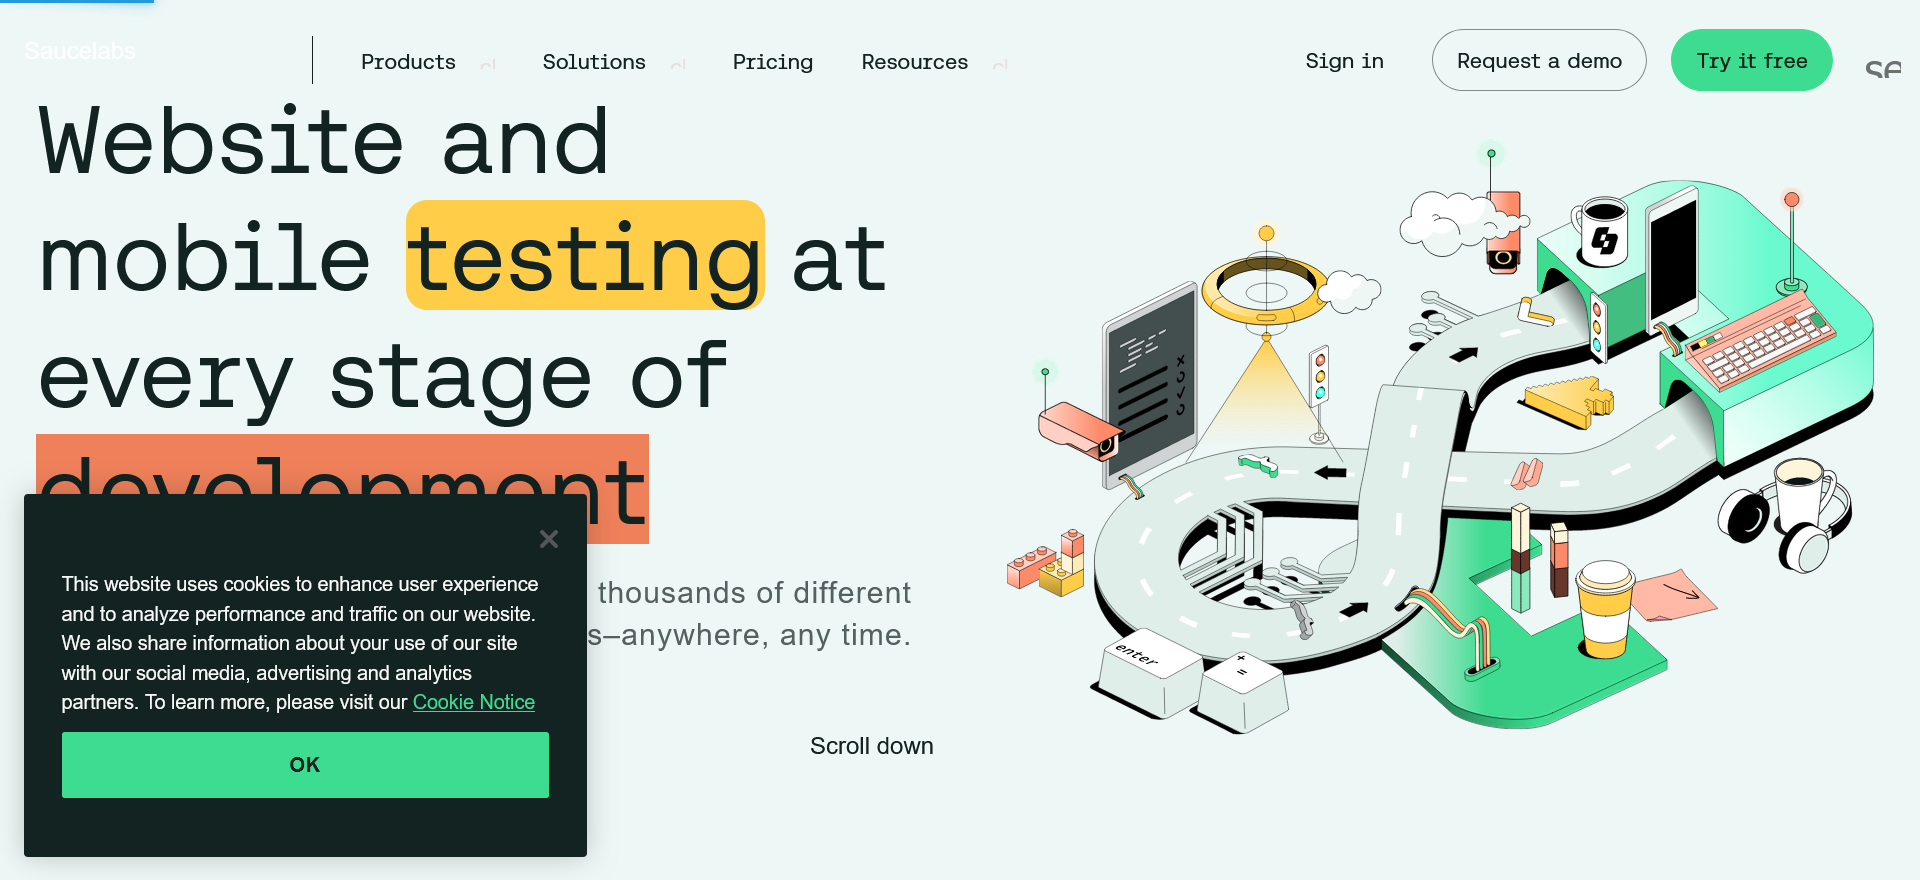 Saucelabs
Products
Solutions
Pricing
Resources
Sign in
Request a demo
Try it free
Website and
mobile testing at
every stage of
development
thousands of different
s—anywhere, any time.
Scroll down
This website uses cookies to enhance user experience
and to analyze performance and traffic on our website.
We also share information about your use of our site
with our social media, advertising and analytics
partners. To learn more, please visit our Cookie Notice
OK
enter
+
=